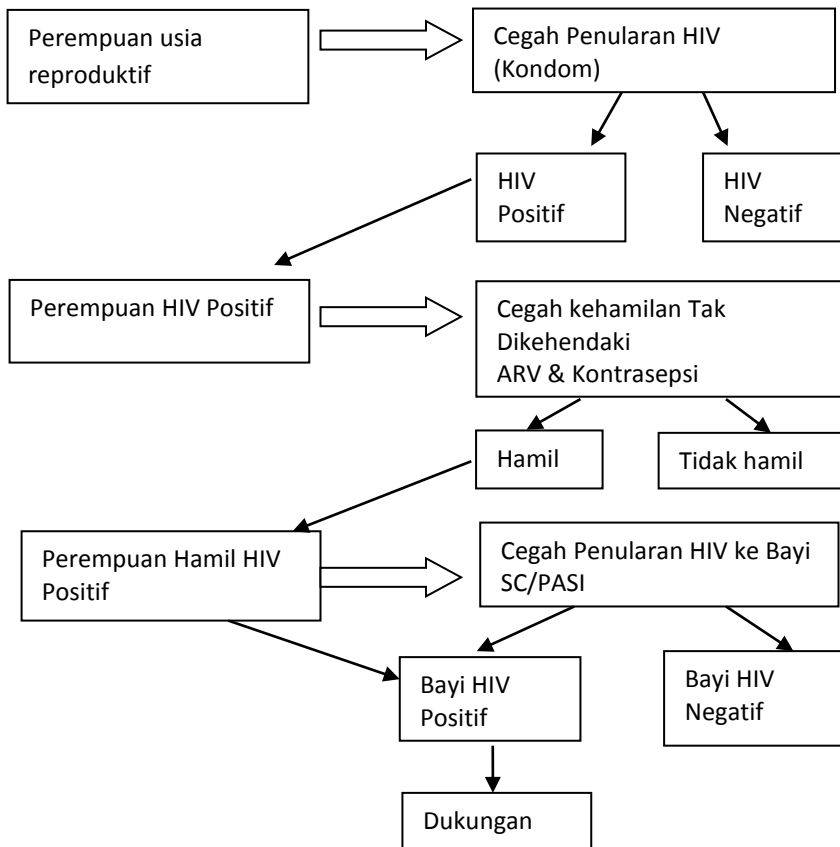 Perempuan usia
reproduktif
Cegah Penularan HIV
(Kondom)
HIV
Positif
HIV
Negatif
Perempuan HIV Positif
Cegah kehamilan Tak
Dikehendaki
ARV & Kontrasepsi
Hamil
Tidak hamil
Perempuan Hamil HIV
Positif
Cegah Penularan HIV ke Bayi
SC/PASI
Bayi HIV
Positif
Bayi HIV
Negatif
Dukungan